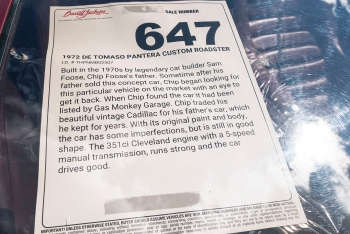 Barrett-Jackson
SALE NUMBER
647
1972 DE TOMASO PANTERA CUSTOM ROADSTER
Built in the 1970s by legendary car builder Sam
Foose, Chip Foose's father. Sometime after his
father sold this concept car, Chip began looking for
this particular vehicle on the market with an eye to
get it back. When Chip found the car it had been
listed by Gas Monkey Garage. Chip traded his
beautiful vintage Cadillac for his father's car, which
he kept for years. With its original paint and body,
the car has some imperfections, but is still in good
shape. The 351ci Cleveland engine with a 5-speed
manual transmission, runs strong and the car
drives good.